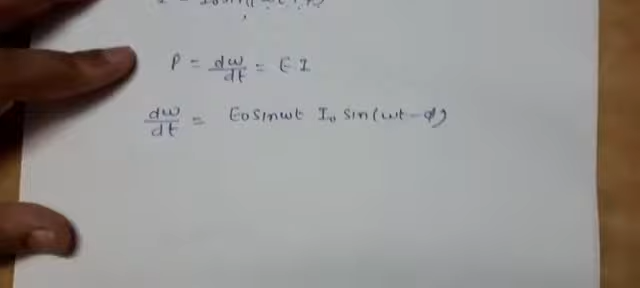 P = dw/dt = E I
dw/dt = E₀ sin ωt I₀ sin(ωt - φ)